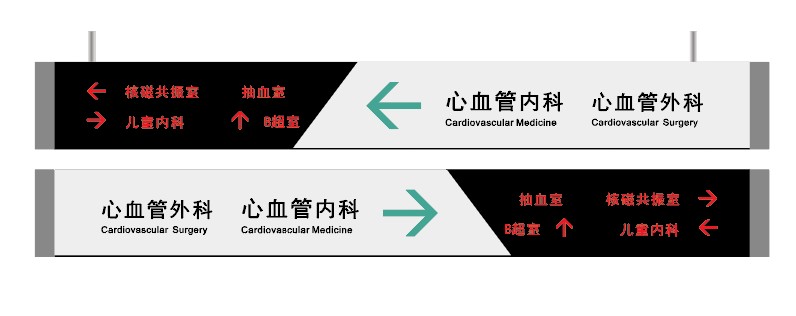 ← 核磁共振室 抽血室
→ 儿童内科 ↑ B超室
← 心血管内科 心血管外科
Cardiovascular Medicine Cardiovascular Surgery
心血管外科 心血管内科 →
Cardiovascular Surgery Cardiovascular Medicine
抽血室 核磁共振室 →
B超室 ↑ 儿童内科 ←